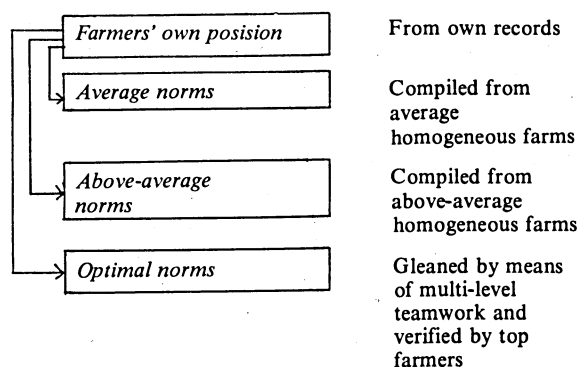 Farmers' own posision
From own records
Average norms
Compiled from
average
homogeneous farms
Above-average
norms
Compiled from
above-average
homogeneous farms
Optimal norms
Gleaned by means
of multi-level
teamwork and
verified by top
farmers